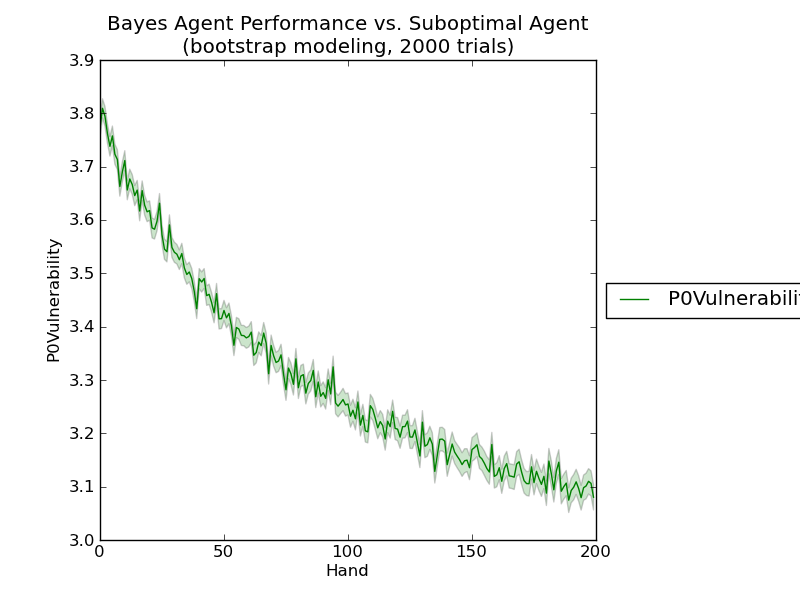 Bayes Agent Performance vs. Suboptimal Agent
(bootstrap modeling, 2000 trials)
3.9
3.8
3.7
3.6
3.5
3.4
3.3
3.2
3.1
3.0
P0Vulnerability
0 50 100 150 200
Hand